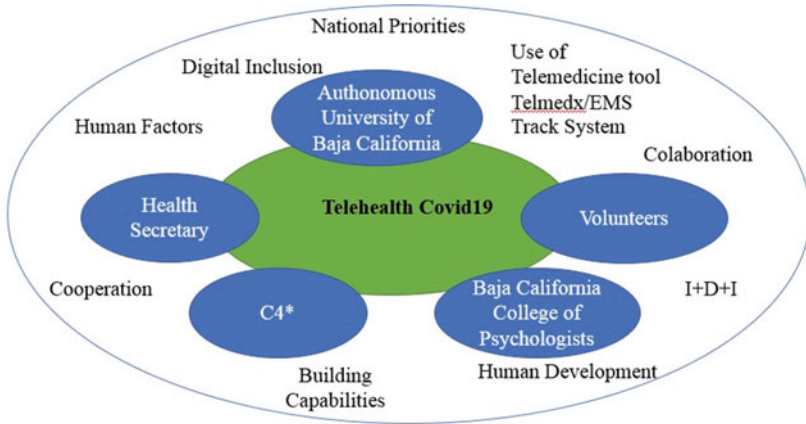 National Priorities
Digital Inclusion
Use of
Telemedicine tool
Telmedx/EMS
Track System
Authonomous
University of
Baja California
Human Factors
Colaboration
Health
Secretary
Telehealth Covid19
Volunteers
Cooperation
C4*
Baja California
College of
Psychologists
I+D+I
Building
Capabilities
Human Development